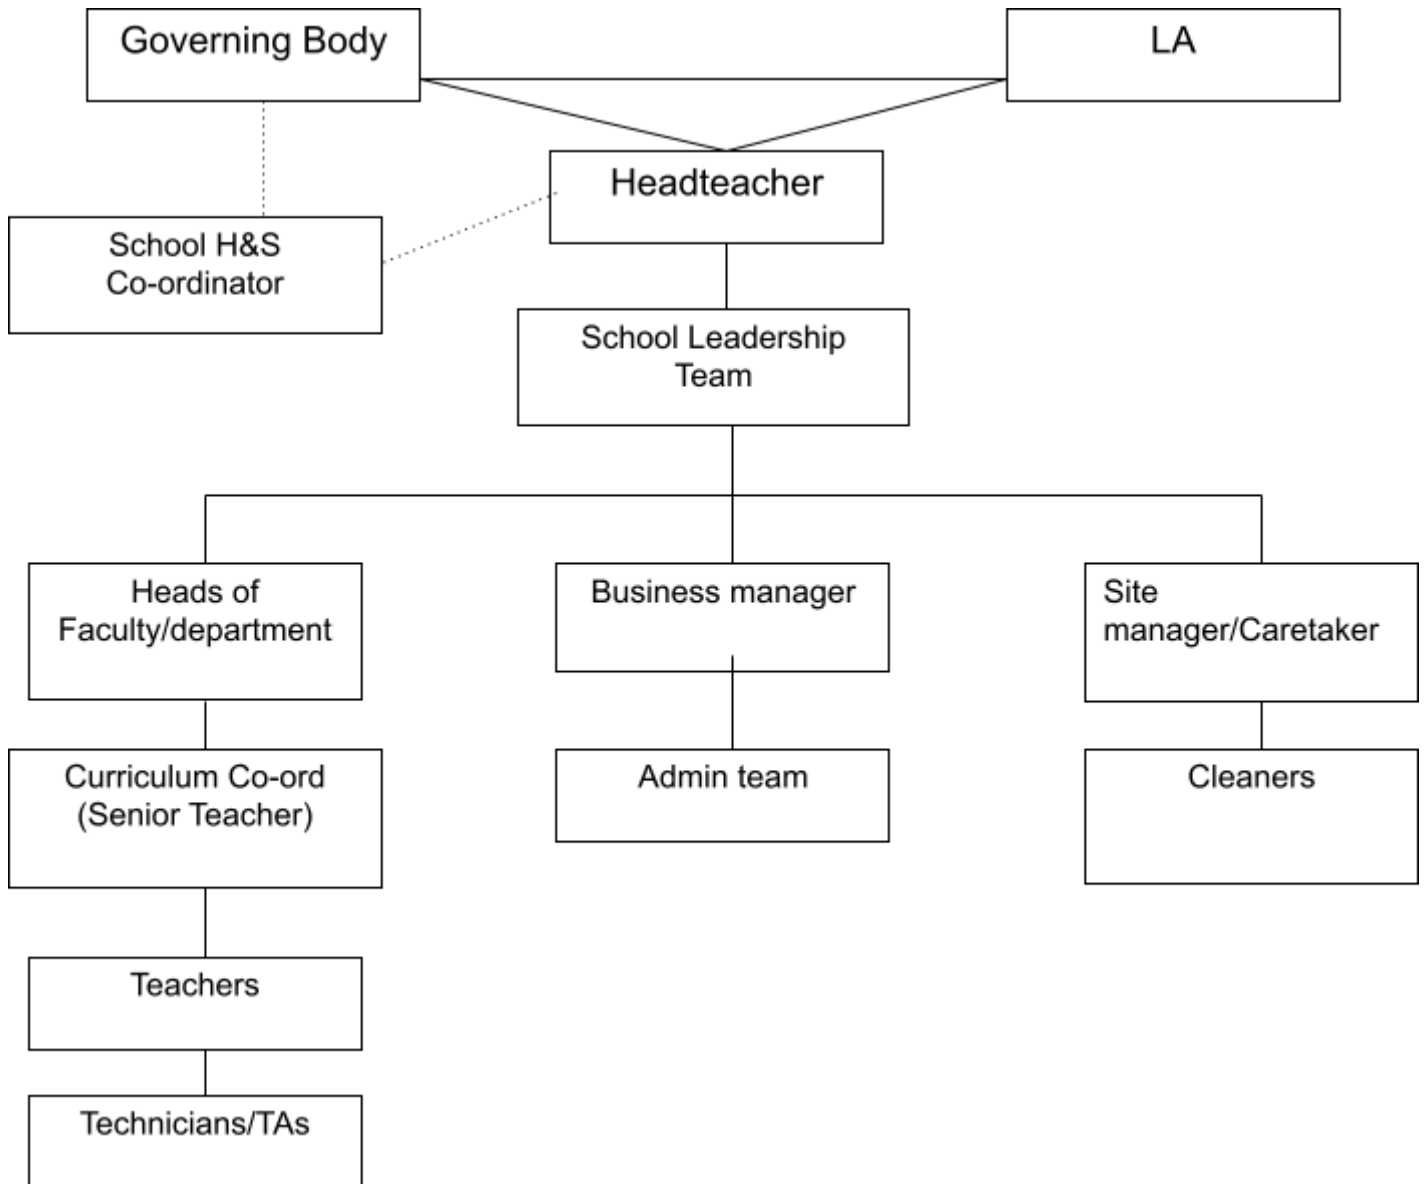 Governing Body
LA
Headteacher
School H&S
Co-ordinator
School Leadership
Team
Heads of
Faculty/department
Business manager
Site
manager/Caretaker
Curriculum Co-ord
(Senior Teacher)
Admin team
Cleaners
Teachers
Technicians/TAs